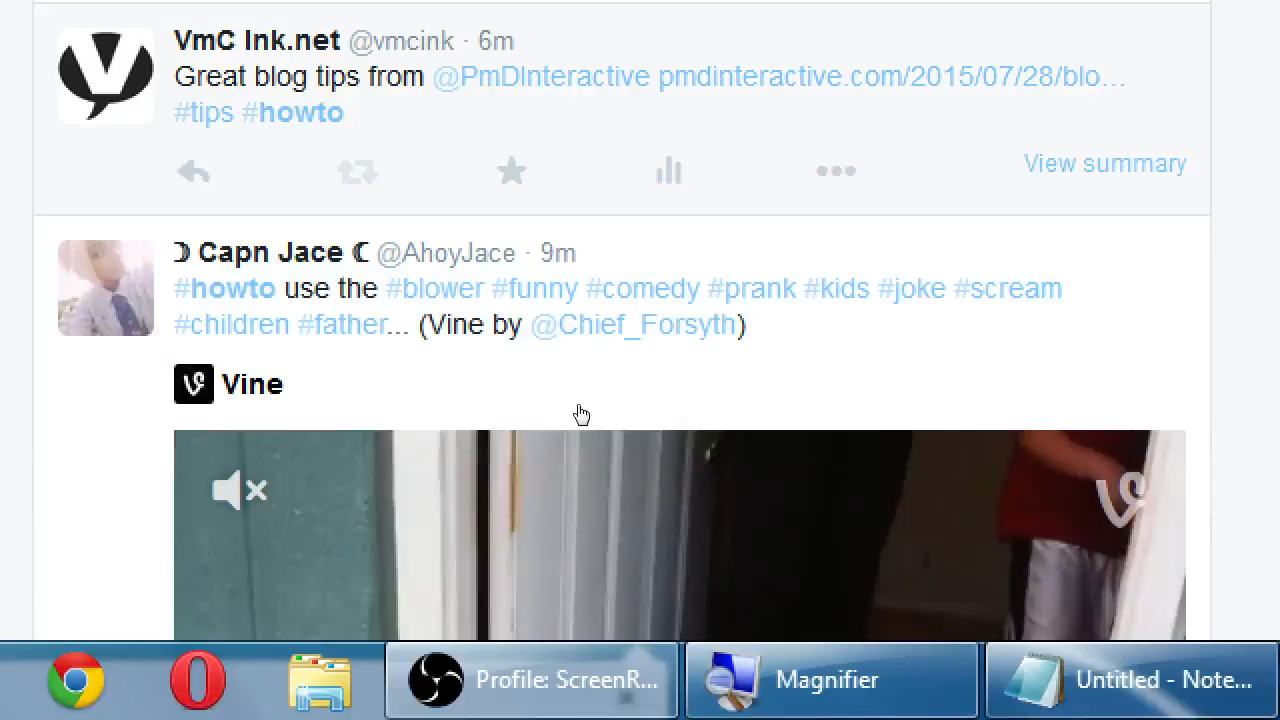 VmC Ink.net @vmcink · 6m
Great blog tips from @PmDInteractive pmdinteractive.com/2015/07/28/blo...
#tips #howto
View summary
☽ Capn Jace ☾ @AhoyJace · 9m
#howto use the #blower #funny #comedy #prank #kids #joke #scream
#children #father... (Vine by @Chief_Forsyth)
Vine
Profile: ScreenR...
Magnifier
Untitled - Note...